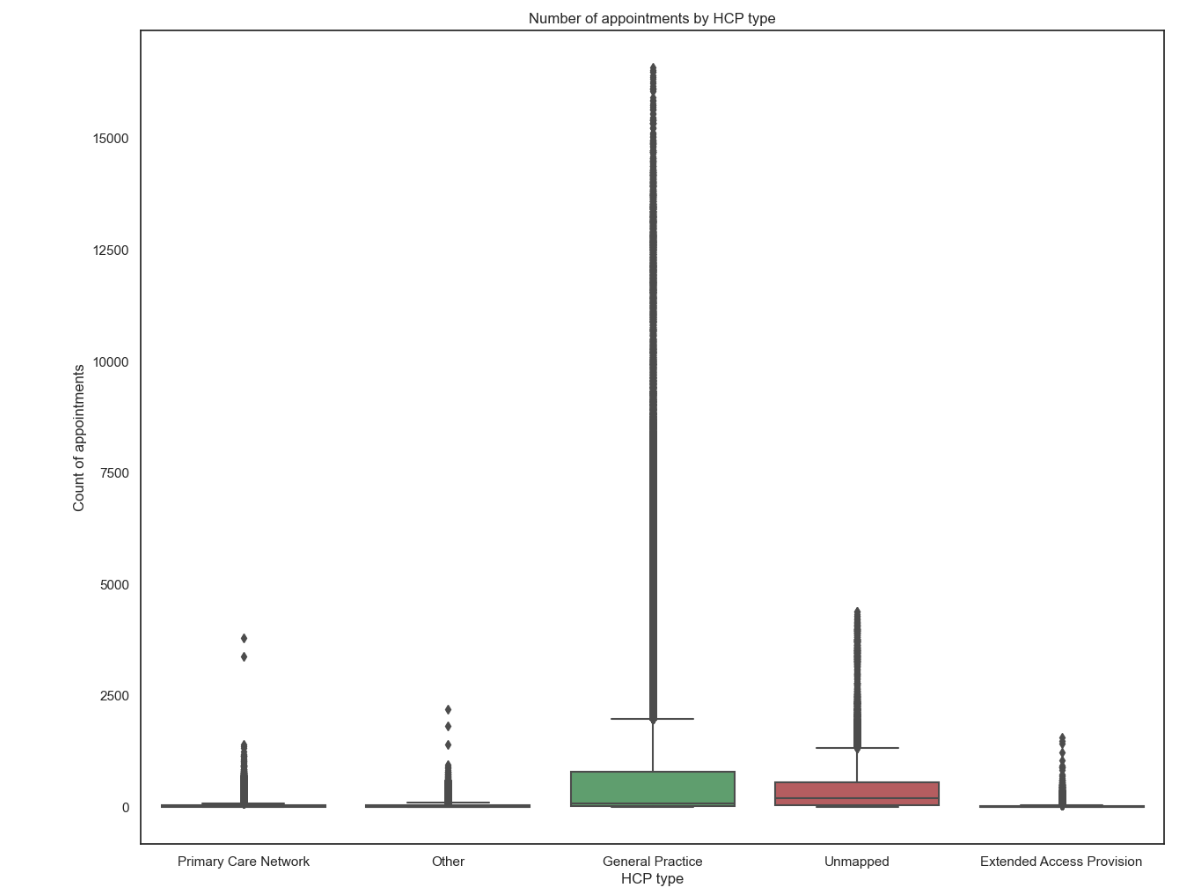 Number of appointments by HCP type
Count of appointments
15000
12500
10000
7500
5000
2500
0
Primary Care Network
Other
General Practice
Unmapped
Extended Access Provision
HCP type